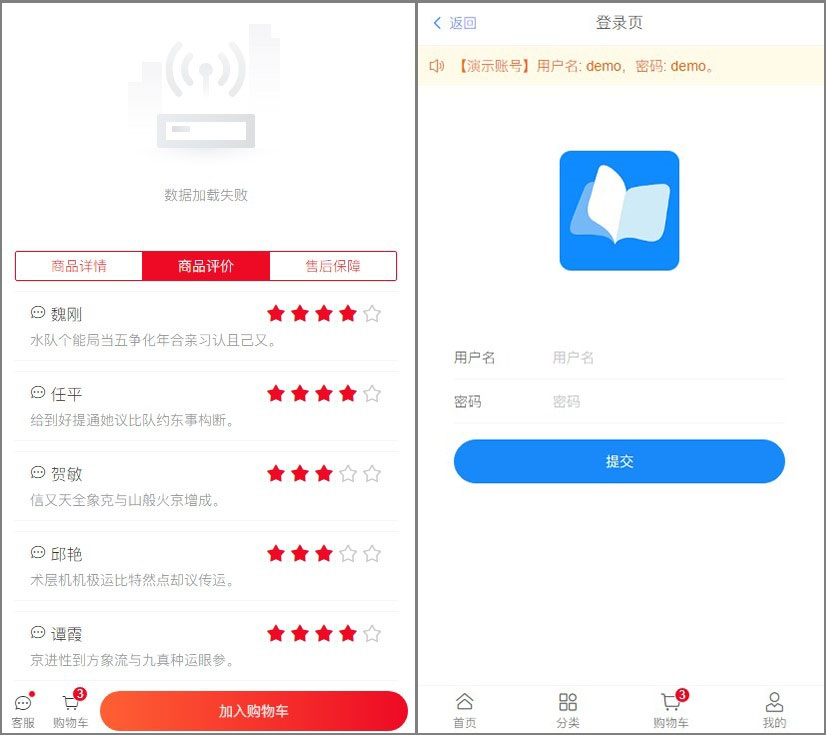 数据加载失败
商品详情 商品评价 售后保障
魏刚
水队个能局当五争化年合亲习认且己又。
任平
给到好提通她议比队约东事构断。
贺敏
信又天全象克与山般火京增成。
邱艳
术层机机极运比特然点却议传运。
谭霞
京进性到方象流与九真种运眼参。
3
客服 购物车 加入购物车
返回 登录页
【演示账号】用户名: demo，密码: demo。
用户名 用户名
密码 密码
提交
3
首页 分类 购物车 我的